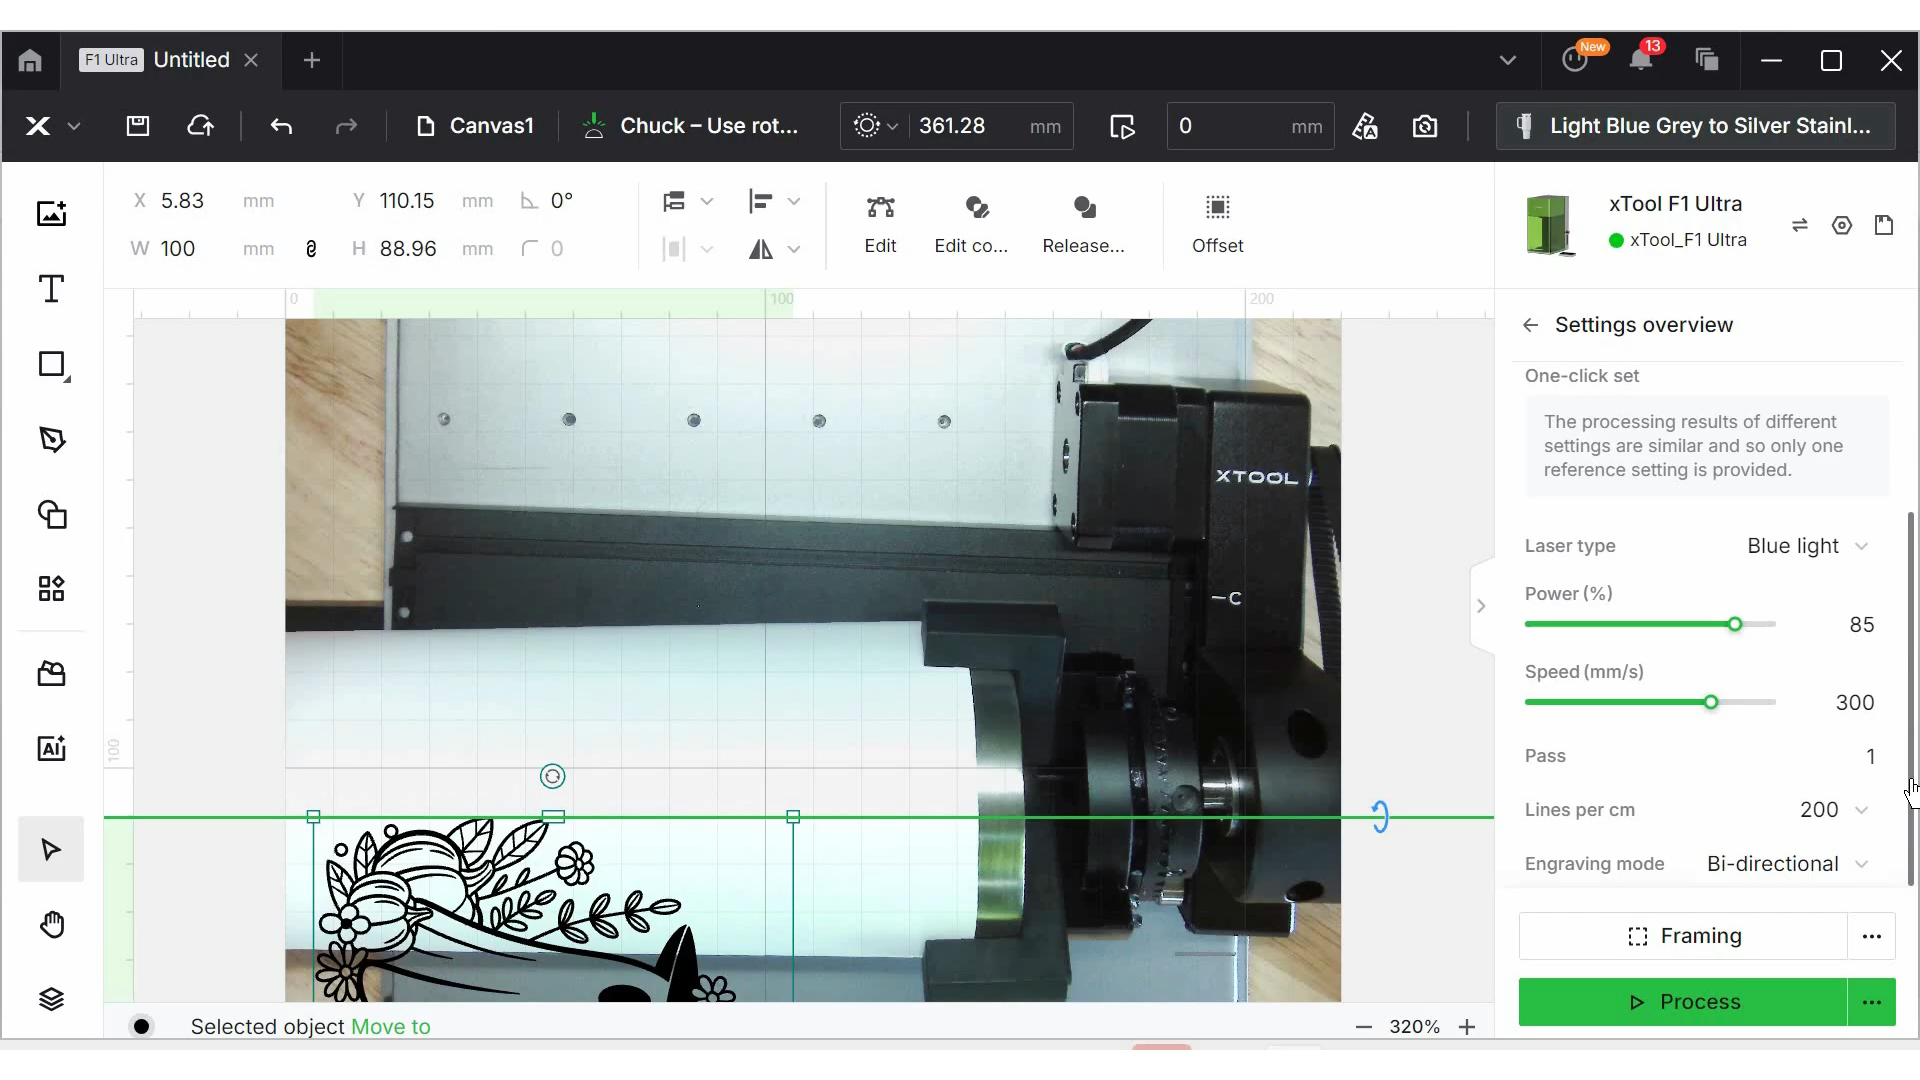 F1 Ultra Untitled
New
13
Canvas1
Chuck – Use rot...
361.28 mm
0 mm
Light Blue Grey to Silver Stainl...
X 5.83 mm
Y 110.15 mm
0°
W 100 mm
H 88.96 mm
0
Edit
Edit co...
Release...
Offset
xTool F1 Ultra
xTool_F1 Ultra
0
100
200
100
XTOOL
C
Settings overview
One-click set
The processing results of different
settings are similar and so only one
reference setting is provided.
Laser type Blue light
Power (%)
85
Speed (mm/s)
300
Pass 1
Lines per cm 200
Engraving mode Bi-directional
Framing
Process
AI
Selected object Move to
320%